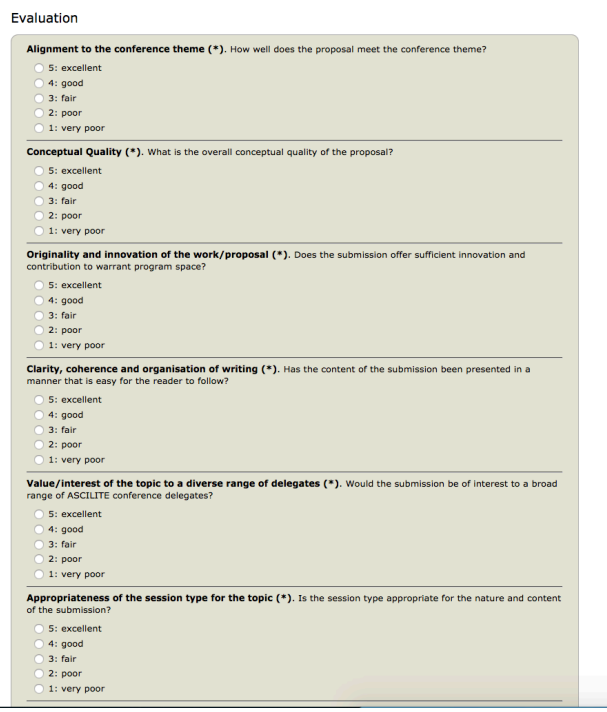 Evaluation
Alignment to the conference theme (*). How well does the proposal meet the conference theme?
5: excellent
4: good
3: fair
2: poor
1: very poor
Conceptual Quality (*). What is the overall conceptual quality of the proposal?
5: excellent
4: good
3: fair
2: poor
1: very poor
Originality and innovation of the work/proposal (*). Does the submission offer sufficient innovation and
contribution to warrant program space?
5: excellent
4: good
3: fair
2: poor
1: very poor
Clarity, coherence and organisation of writing (*). Has the content of the submission been presented in a
manner that is easy for the reader to follow?
5: excellent
4: good
3: fair
2: poor
1: very poor
Value/interest of the topic to a diverse range of delegates (*). Would the submission be of interest to a broad
range of ASCILITE conference delegates?
5: excellent
4: good
3: fair
2: poor
1: very poor
Appropriateness of the session type for the topic (*). Is the session type appropriate for the nature and content
of the submission?
5: excellent
4: good
3: fair
2: poor
1: very poor